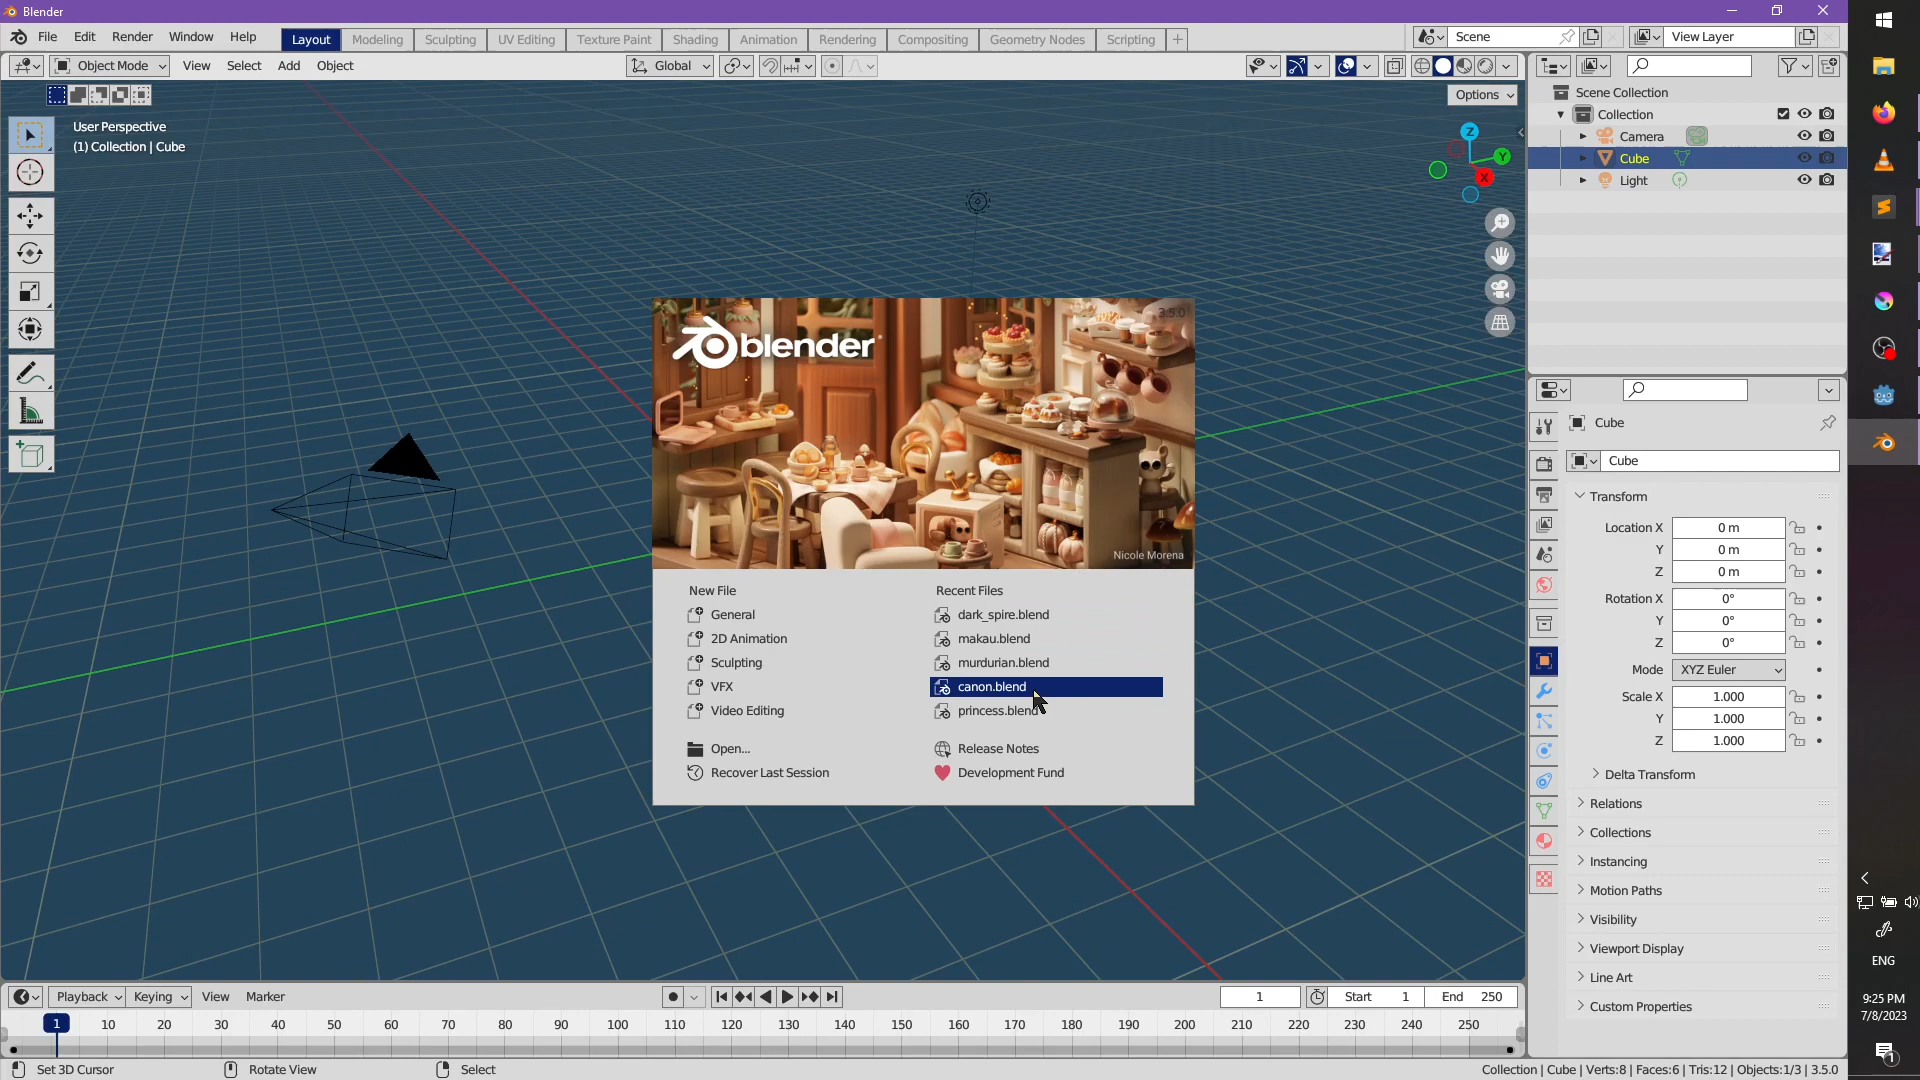 Blender
File Edit Render Window Help Layout Modeling Sculpting UV Editing Texture Paint Shading Animation Rendering Compositing Geometry Nodes Scripting + Scene View Layer
Object Mode View Select Add Object Global
Options
User Perspective
(1) Collection | Cube
Z
Y
X
Scene Collection
Collection
Camera
Cube
Light
3.5.0
blender
Nicole Morena
New File
General
2D Animation
Sculpting
VFX
Video Editing
Open...
Recover Last Session
Recent Files
dark_spire.blend
makau.blend
murdurian.blend
canon.blend
princess.blend
Release Notes
Development Fund
Cube
Cube
Transform
Location X 0 m
Y 0 m
Z 0 m
Rotation X 0°
Y 0°
Z 0°
Mode XYZ Euler
Scale X 1.000
Y 1.000
Z 1.000
Delta Transform
Relations
Collections
Instancing
Motion Paths
Visibility
Viewport Display
Line Art
Custom Properties
Playback Keying View Marker 1 Start 1 End 250
1 10 20 30 40 50 60 70 80 90 100 110 120 130 140 150 160 170 180 190 200 210 220 230 240 250
Set 3D Cursor Rotate View Select Collection | Cube | Verts:8 | Faces:6 | Tris:12 | Objects:1/3 | 3.5.0
ENG
9:25 PM
7/8/2023
1